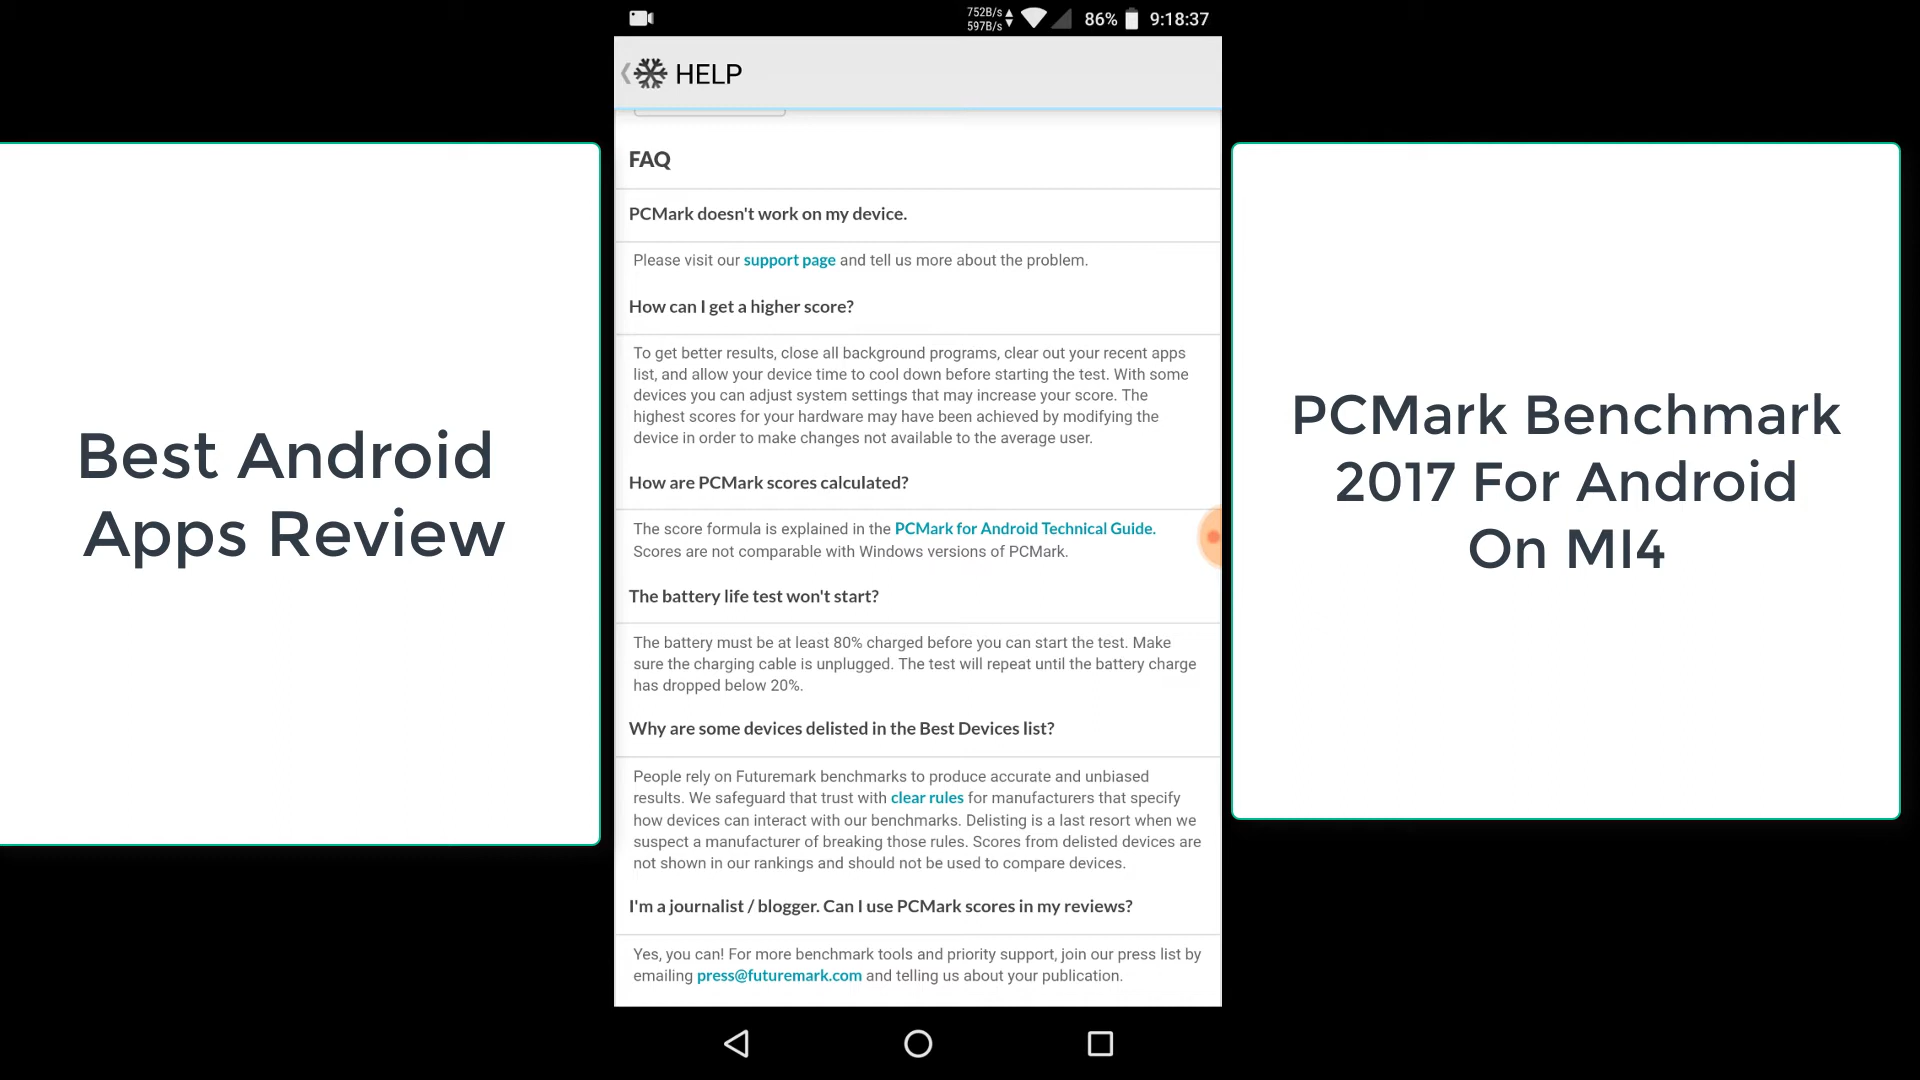 752B/s
597B/s
86%
9:18:37
HELP
FAQ
PCMark doesn't work on my device.
Please visit our support page and tell us more about the problem.
How can I get a higher score?
To get better results, close all background programs, clear out your recent apps
list, and allow your device time to cool down before starting the test. With some
devices you can adjust system settings that may increase your score. The
highest scores for your hardware may have been achieved by modifying the
device in order to make changes not available to the average user.
How are PCMark scores calculated?
The score formula is explained in the PCMark for Android Technical Guide.
Scores are not comparable with Windows versions of PCMark.
The battery life test won't start?
The battery must be at least 80% charged before you can start the test. Make
sure the charging cable is unplugged. The test will repeat until the battery charge
has dropped below 20%.
Why are some devices delisted in the Best Devices list?
People rely on Futuremark benchmarks to produce accurate and unbiased
results. We safeguard that trust with clear rules for manufacturers that specify
how devices can interact with our benchmarks. Delisting is a last resort when we
suspect a manufacturer of breaking those rules. Scores from delisted devices are
not shown in our rankings and should not be used to compare devices.
I'm a journalist / blogger. Can I use PCMark scores in my reviews?
Yes, you can! For more benchmark tools and priority support, join our press list by
emailing press@futuremark.com and telling us about your publication.
Best Android
Apps Review
PCMark Benchmark
2017 For Android
On MI4